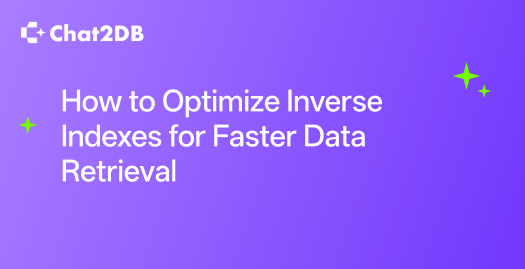 Chat2DB
How to Optimize Inverse
Indexes for Faster Data
Retrieval